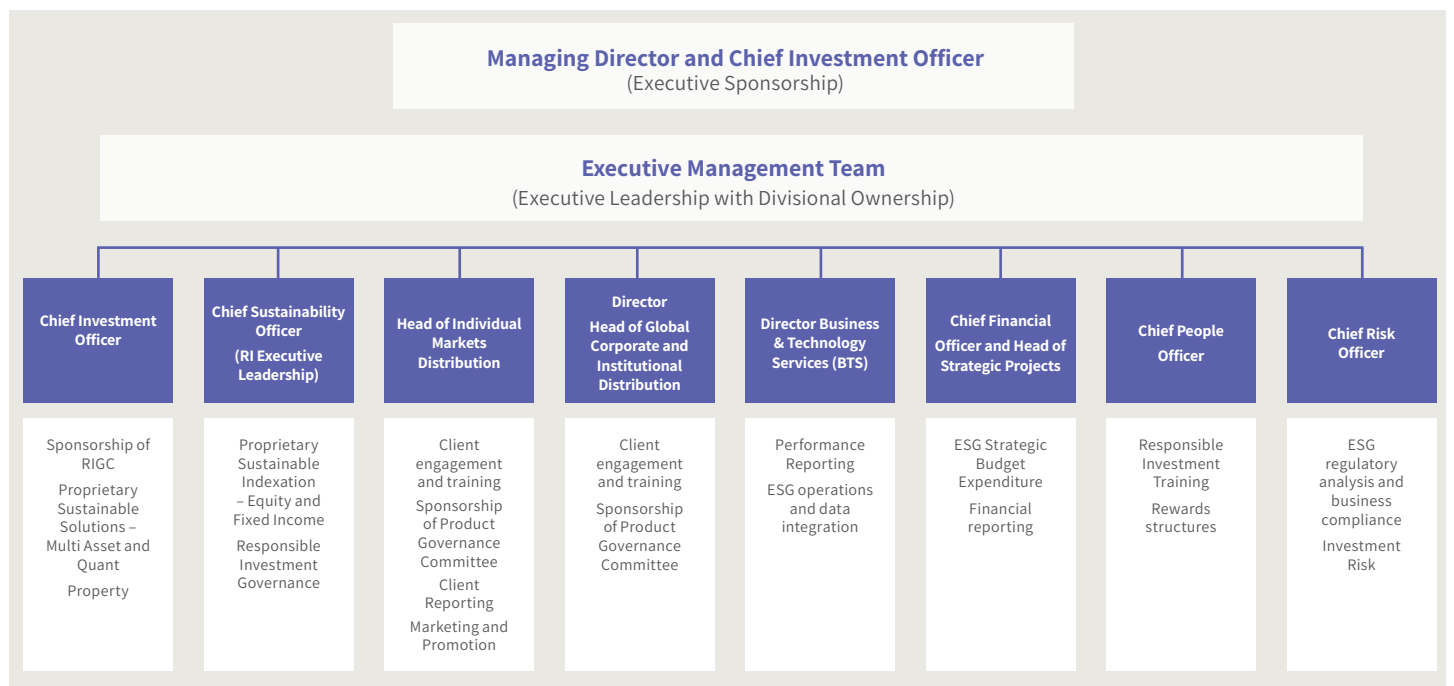 Managing Director and Chief Investment Officer
(Executive Sponsorship)
Executive Management Team
(Executive Leadership with Divisional Ownership)
Chief Investment
Officer
Chief Sustainability
Officer
(RI Executive
Leadership)
Head of Individual
Markets
Distribution
Director
Head of Global
Corporate and
Institutional
Distribution
Director Business
& Technology
Services (BTS)
Chief Financial
Officer and Head of
Strategic Projects
Chief People
Officer
Chief Risk
Officer
Sponsorship of
RIGC
Proprietary
Sustainable
Solutions –
Multi Asset and
Quant
Property
Proprietary
Sustainable
Indexation
– Equity and
Fixed Income
Responsible
Investment
Governance
Client
engagement
and training
Sponsorship
of Product
Governance
Committee
Client
Reporting
Marketing and
Promotion
Client
engagement
and training
Sponsorship
of Product
Governance
Committee
Performance
Reporting
ESG operations
and data
integration
ESG Strategic
Budget
Expenditure
Financial
reporting
Responsible
Investment
Training
Rewards
structures
ESG
regulatory
analysis and
business
compliance
Investment
Risk